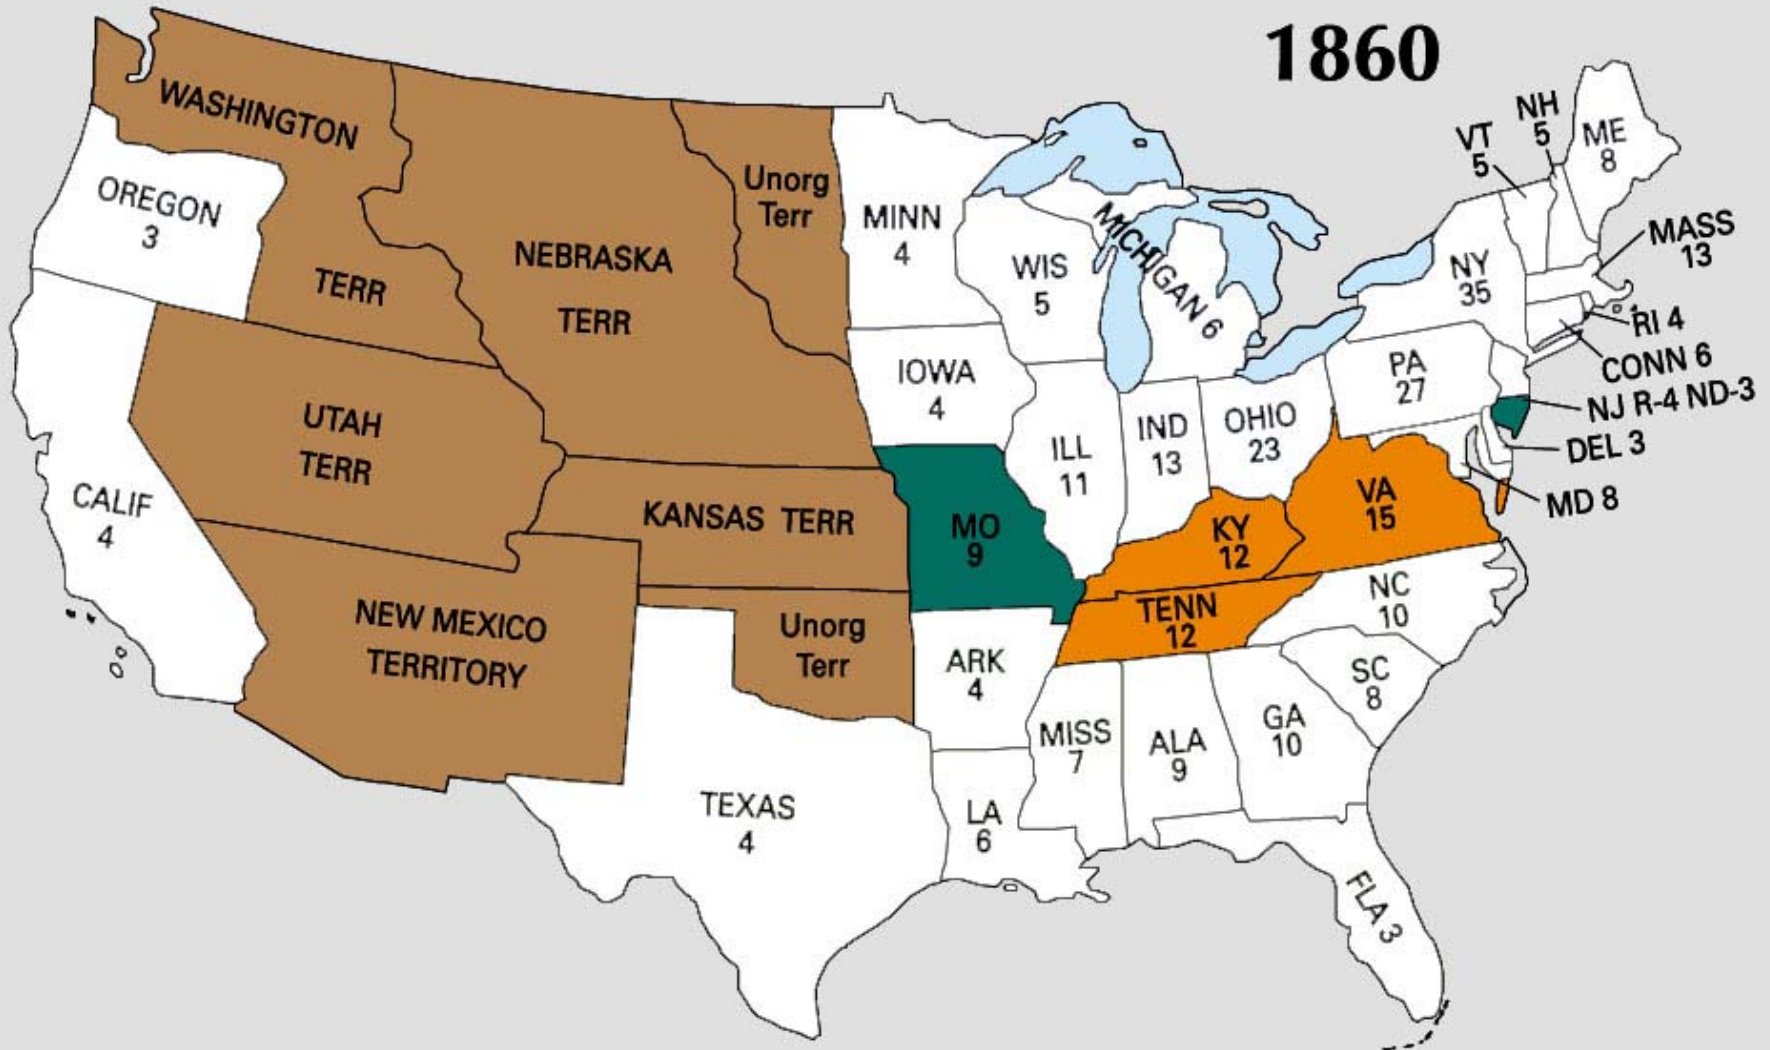 1860
WASHINGTON
TERR
OREGON
3
NEBRASKA
TERR
Unorg
Terr
MINN
4
WIS
5
MICHIGAN 6
VT
5
NH
5
ME
8
MASS
13
NY
35
RI 4
CONN 6
NJ R-4 ND-3
DEL 3
MD 8
PA
27
IOWA
4
UTAH
TERR
CALIF
4
KANSAS TERR
MO
9
ILL
11
IND
13
OHIO
23
KY
12
VA
15
NEW MEXICO
TERRITORY
Unorg
Terr
TENN
12
NC
10
ARK
4
SC
8
MISS
7
ALA
9
GA
10
TEXAS
4
LA
6
FLA 3